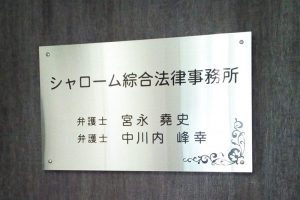 シャローム綜合法律事務所
弁護士 宮永 堯史
弁護士 中川内 峰幸